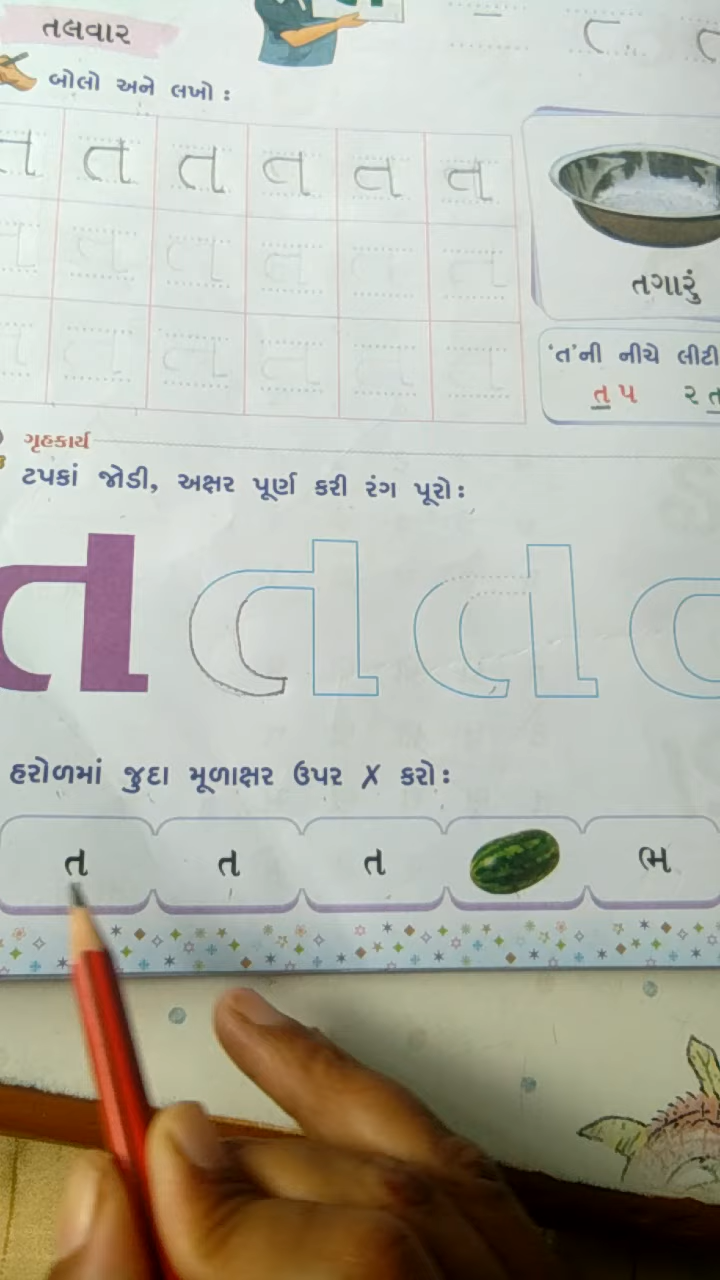 તલવાર
બોલો અને લખો :
ત ત ત ત ત ત
તગારું
'ત'ની નીચે લીટી
ત પ ર ત
ગૃહકાર્ય
ટપકાં જોડી, અક્ષર પૂર્ણ કરી રંગ પૂરો :
ત ત ત
હરોળમાં જુદા મૂળાક્ષર ઉપર X કરો :
ત ત ત ભ